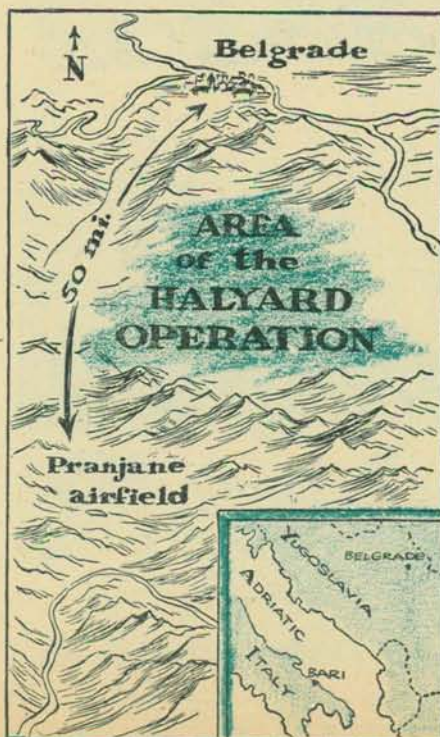 N
Belgrade
50 mi.
AREA
of the
HALYARD
OPERATION
Pranjane
airfield
YUGOSLAVIA
BELGRADE
ADRIATIC
ITALY
BARI